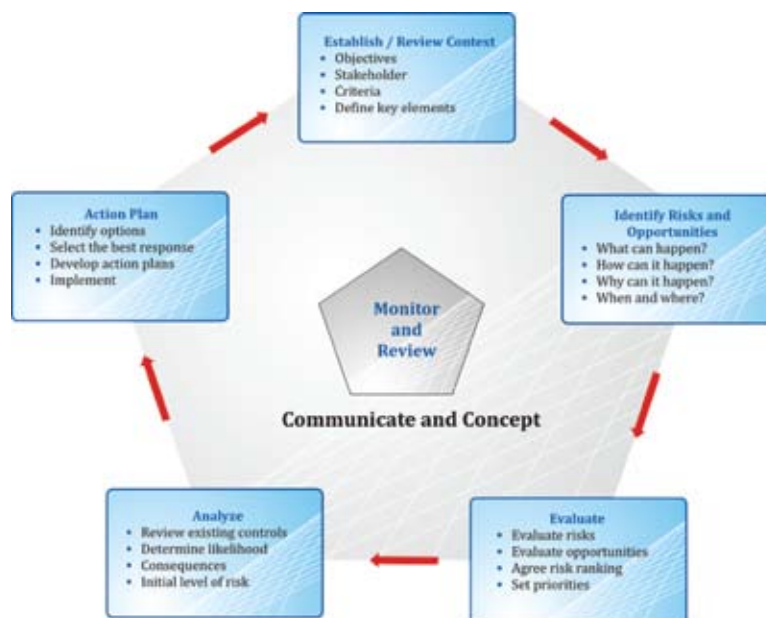 Establish / Review Context
• Objectives
• Stakeholder
• Criteria
• Define key elements
Identify Risks and
Opportunities
• What can happen?
• How can it happen?
• Why can it happen?
• When and where?
Evaluate
• Evaluate risks
• Evaluate opportunities
• Agree risk ranking
• Set priorities
Analyze
• Review existing controls
• Determine likelihood
• Consequences
• Initial level of risk
Action Plan
• Identify options
• Select the best response
• Develop action plans
• Implement
Monitor
and
Review
Communicate and Concept